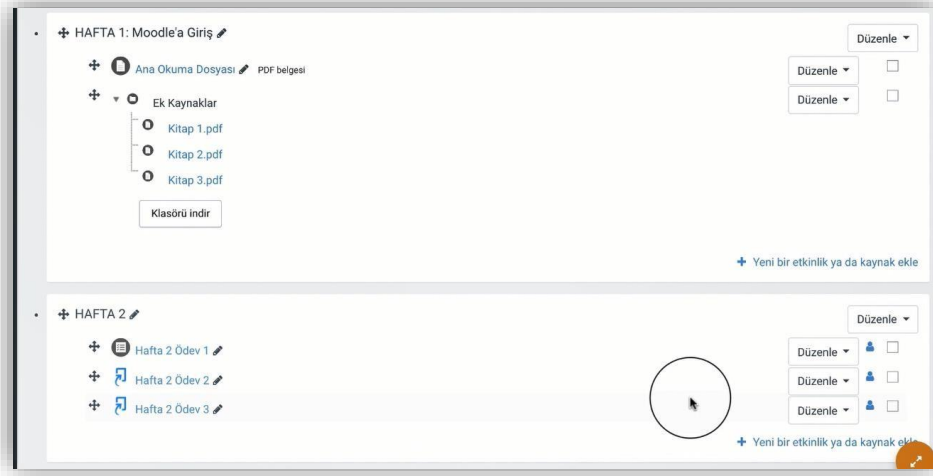 HAFTA 1: Moodle'a Giriş
Düzenle
Ana Okuma Dosyası PDF belgesi
Düzenle
Ek Kaynaklar
Düzenle
Kitap 1.pdf
Kitap 2.pdf
Kitap 3.pdf
Klasörü indir
Yeni bir etkinlik ya da kaynak ekle
HAFTA 2
Düzenle
Hafta 2 Ödev 1
Düzenle
Hafta 2 Ödev 2
Düzenle
Hafta 2 Ödev 3
Düzenle
Yeni bir etkinlik ya da kaynak ekle